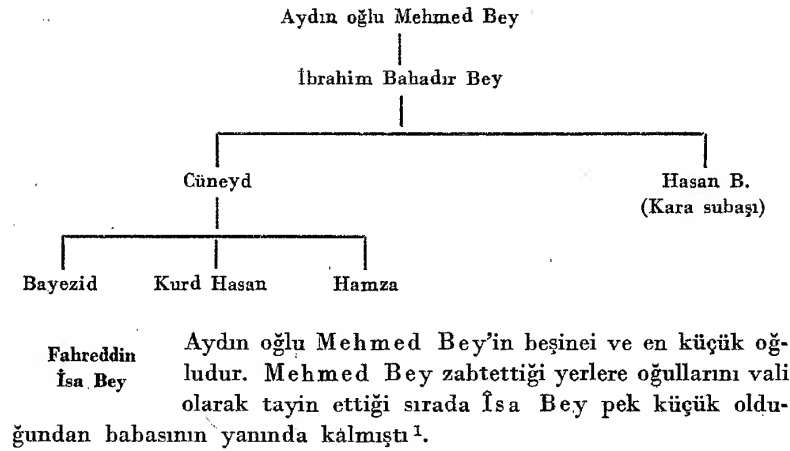 Aydın oğlu Mehmed Bey
İbrahim Bahadır Bey
Cüneyd
Hasan B.
(Kara subaşı)
Bayezid Kurd Hasan Hamza
Fahreddin
İsa Bey
Aydın oğlu Mehmed Bey'in beşinei ve en küçük oğ-
ludur. Mehmed Bey zabtettiği yerlere oğullarını vali
olarak tayin ettiği sırada Îsa Bey pek küçük oldu-
ğundan babasının yanında kalmıştı¹.